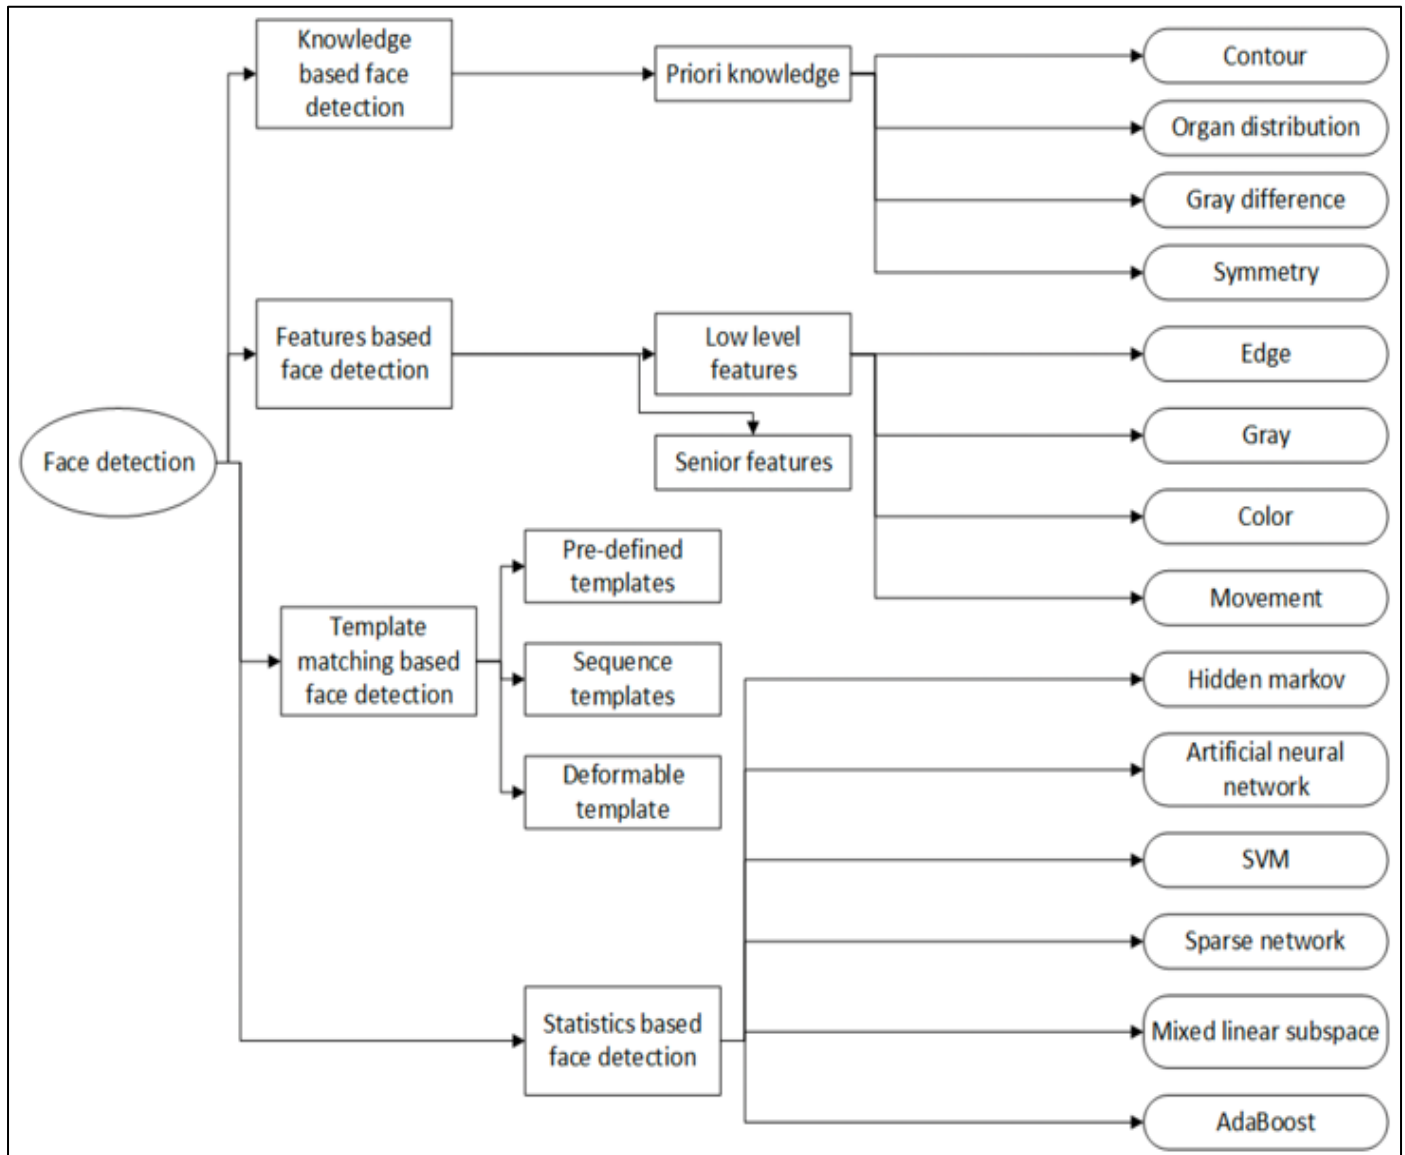 Knowledge
based face
detection
Priori knowledge
Contour
Organ distribution
Gray difference
Symmetry
Features based
face detection
Low level
features
Senior features
Edge
Gray
Color
Movement
Face detection
Template
matching based
face detection
Pre-defined
templates
Sequence
templates
Deformable
template
Statistics based
face detection
Hidden markov
Artificial neural
network
SVM
Sparse network
Mixed linear subspace
AdaBoost